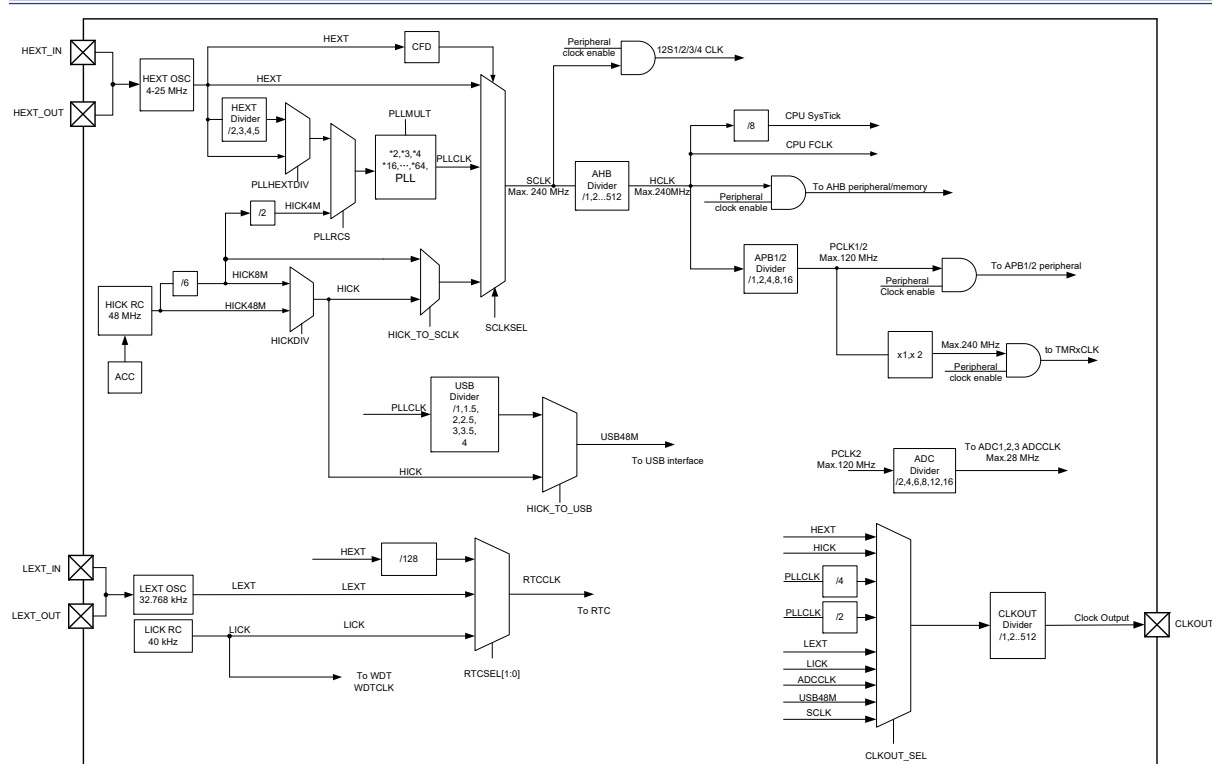 HEXT_IN
HEXT_OUT
HEXT OSC
4-25 MHz
HEXT
CFD
HEXT
HEXT
Divider
/2,3,4,5
PLLHEXTDIV
PLLMULT
*2,*3,*4
*16,···,*64,
PLL
PLLCLK
/2
HICK4M
PLLRCS
/6
HICK8M
HICK
HICK RC
48 MHz
HICK48M
HICKDIV
HICK_TO_SCLK
SCLKSEL
ACC
SCLK
Max. 240 MHz
Peripheral
clock enable
12S1/2/3/4 CLK
AHB
Divider
/1,2...512
HCLK
Max.240MHz
/8
CPU SysTick
CPU FCLK
Peripheral
clock enable
To AHB peripheral/memory
APB1/2
Divider
/1,2,4,8,16
PCLK1/2
Max.120 MHz
Peripheral
Clock enable
To APB1/2 peripheral
x1,x 2
Max.240 MHz
Peripheral
clock enable
to TMRxCLK
PLLCLK
USB
Divider
/1,1.5,
2,2.5,
3,3.5,
4
HICK
USB48M
To USB interface
HICK_TO_USB
PCLK2
Max.120 MHz
ADC
Divider
/2,4,6,8,12,16
To ADC1,2,3 ADCCLK
Max.28 MHz
LEXT_IN
LEXT_OUT
LEXT OSC
32.768 kHz
LEXT
HEXT
/128
LEXT
RTCCLK
To RTC
LICK RC
40 kHz
LICK
LICK
To WDT
WDTCLK
RTCSEL[1:0]
HEXT
HICK
PLLCLK
/4
PLLCLK
/2
LEXT
LICK
ADCCLK
USB48M
SCLK
CLKOUT_SEL
CLKOUT
Divider
/1,2..512
Clock Output
CLKOUT